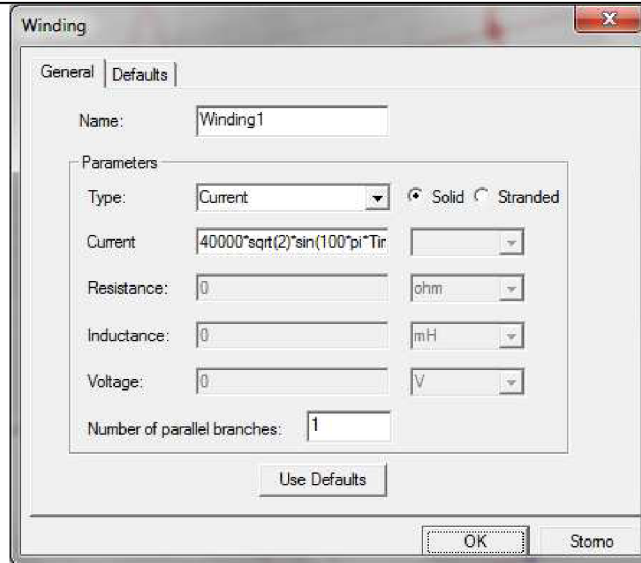 Winding
General Defaults
Name: Winding1
Parameters
Type: Current Solid Stranded
Current 40000*sqrt(2)*sin(100*pi*Tir
Resistance: 0 ohm
Inductance: 0 mH
Voltage: 0 V
Number of parallel branches: 1
Use Defaults
OK Storno